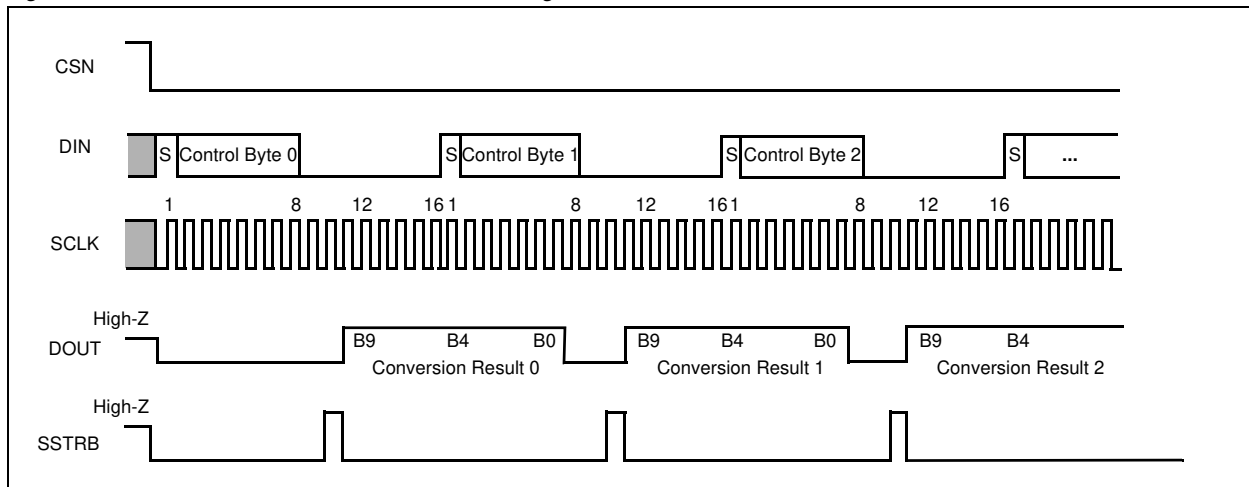 CSN
DIN
S Control Byte 0 S Control Byte 1 S Control Byte 2 S ...
1 8 12 16 1 8 12 16 1 8 12 16
SCLK
High-Z
DOUT
B9 B4 B0 B9 B4 B0 B9 B4
Conversion Result 0 Conversion Result 1 Conversion Result 2
High-Z
SSTRB